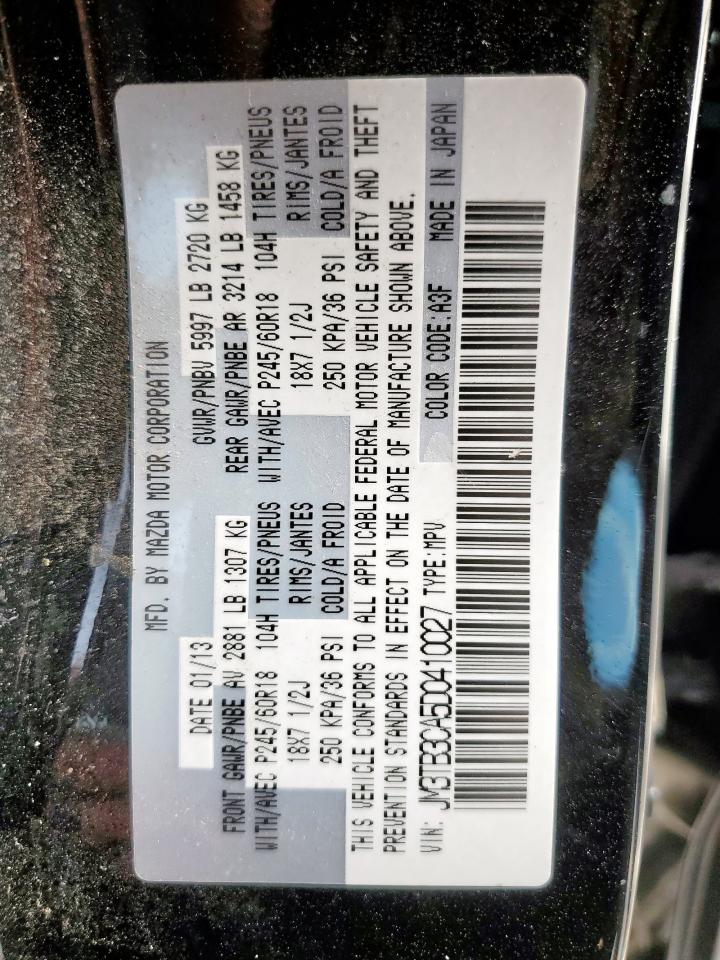 MFD. BY MAZDA MOTOR CORPORATION
DATE 01/13
GVWR/PNBV 5997 LB 2720 KG
FRONT GAWR/PNBE AV 2881 LB 1307 KG
REAR GAWR/PNBE AR 3214 LB 1458 KG
WITH/AVEC P245/60R18 104H TIRES/PNEUS
WITH/AVEC P245/60R18 104H TIRES/PNEUS
18X7 1/2J RIMS/JANTES
18X7 1/2J RIMS/JANTES
250 KPA/36 PSI COLD/A FROID
250 KPA/36 PSI COLD/A FROID
THIS VEHICLE CONFORMS TO ALL APPLICABLE FEDERAL MOTOR VEHICLE SAFETY AND THEFT
PREVENTION STANDARDS IN EFFECT ON THE DATE OF MANUFACTURE SHOWN ABOVE.
VIN: JM3TB3CA5D0410027 TYPE:MPV COLOR CODE:A3F MADE IN JAPAN